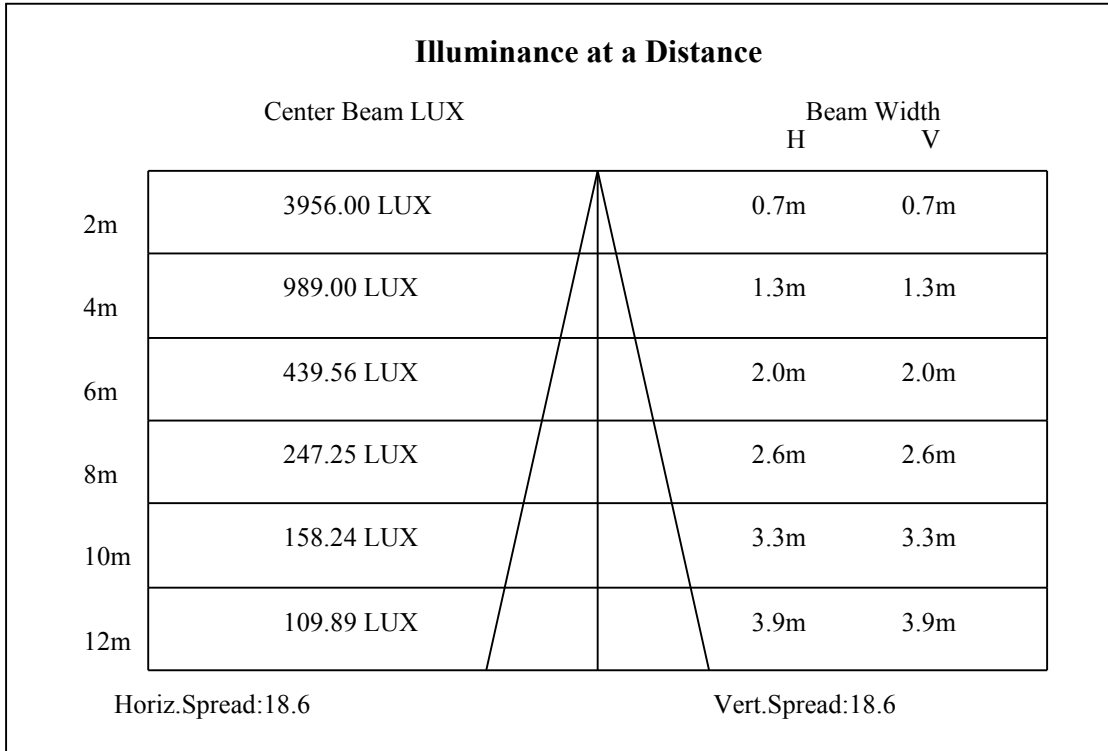 Illuminance at a Distance
Center Beam LUX Beam Width
H V
2m 3956.00 LUX 0.7m 0.7m
4m 989.00 LUX 1.3m 1.3m
6m 439.56 LUX 2.0m 2.0m
8m 247.25 LUX 2.6m 2.6m
10m 158.24 LUX 3.3m 3.3m
12m 109.89 LUX 3.9m 3.9m
Horiz.Spread:18.6 Vert.Spread:18.6